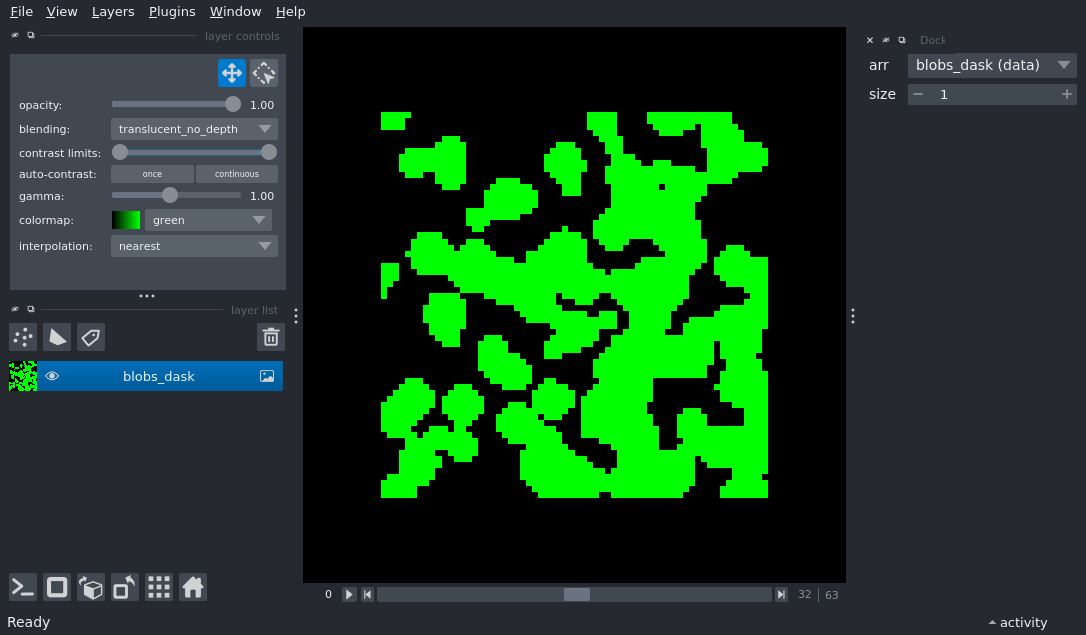 File View Layers Plugins Window Help
layer controls
opacity: 1.00
blending: translucent_no_depth
contrast limits:
auto-contrast: once continuous
gamma: 1.00
colormap: green
interpolation: nearest
layer list
blobs_dask
Dock
arr blobs_dask (data)
size 1
0 32 63
Ready
activity